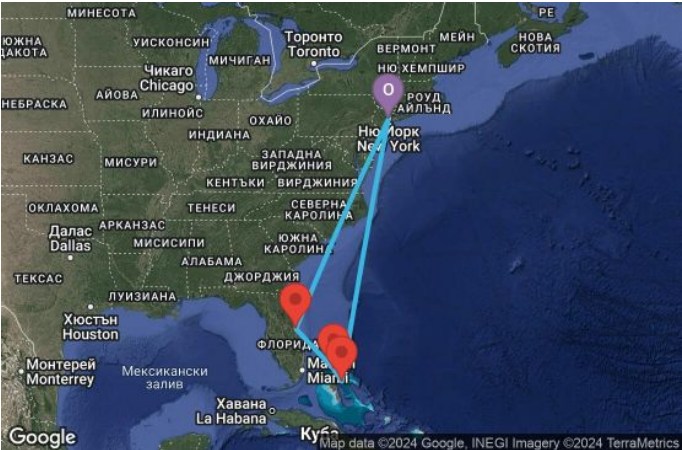 МИНЕСОТА
PE
ЮЖНА
ДАКОТА
УИСКОНСИН
Торонто
Toronto
МЕЙН
НОВА
СКОТИЯ
МИЧИГАН
ВЕРМОНТ
Чикаго
Chicago
НЮ ХЕМПШИР
НЕБРАСКА
АЙОВА
O
РОУД
АЙЛЪНД
ИЛИНОЙС
ОХАЙО
ИНДИАНА
Ню Йорк
New York
КАНЗАС
МИСУРИ
ЗАПАДНА
ВИРДЖИНИЯ
КЕНТЪКИ
ВИРДЖИНИЯ
ОКЛАХОМА
ТЕНЕСИ
СЕВЕРНА
КАРОЛИНА
АРКАНЗАС
Далас
Dallas
МИСИСИПИ
ЮЖНА
КАРОЛИНА
АЛАБАМА
ТЕКСАС
ДЖОРДЖИЯ
ЛУИЗИАНА
Хюстън
Houston
ФЛОРИДА
Монтерей
Monterrey
Мексикански
залив
Miami
Хавана
La Habana
Куба
Google
Map data ©2024 Google, INEGI Imagery ©2024 TerraMetrics